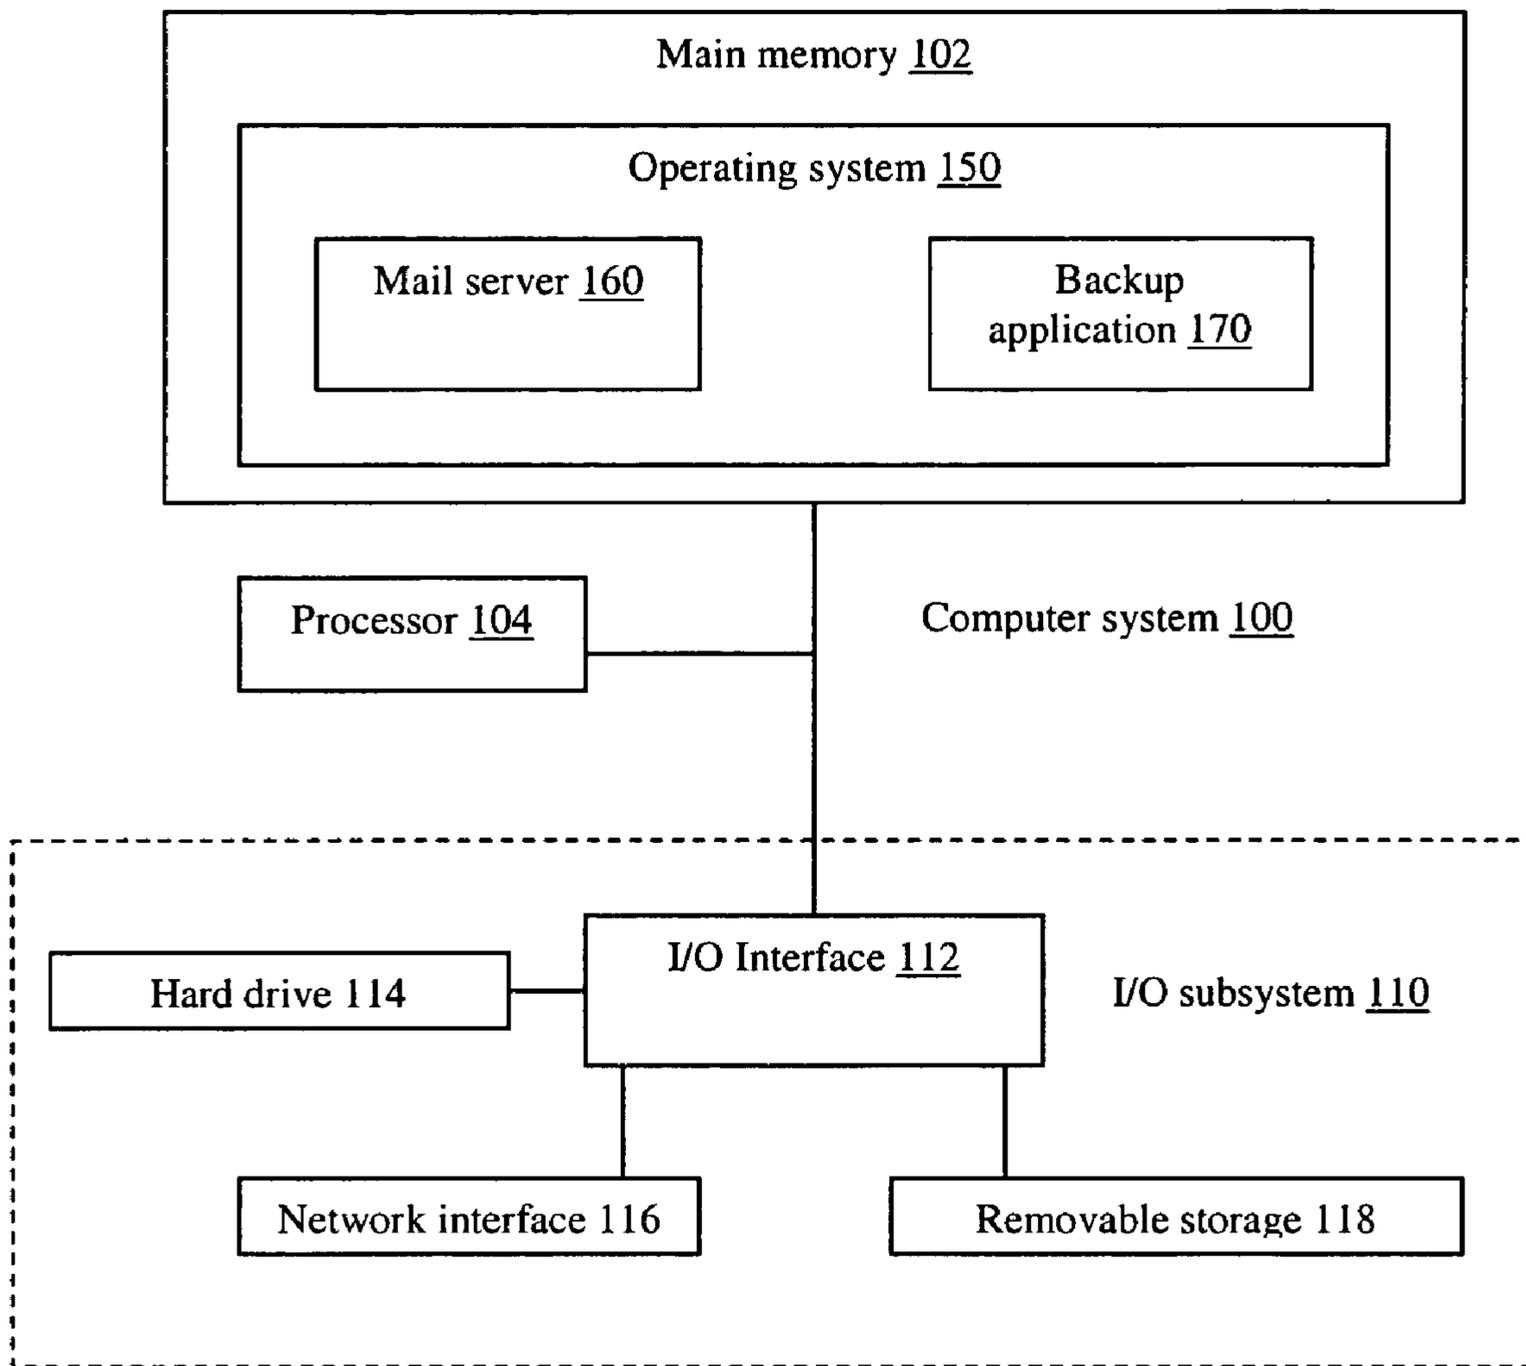 Main memory 102
Operating system 150
Mail server 160
Backup
application 170
Processor 104
Computer system 100
I/O Interface 112
Hard drive 114
I/O subsystem 110
Network interface 116
Removable storage 118